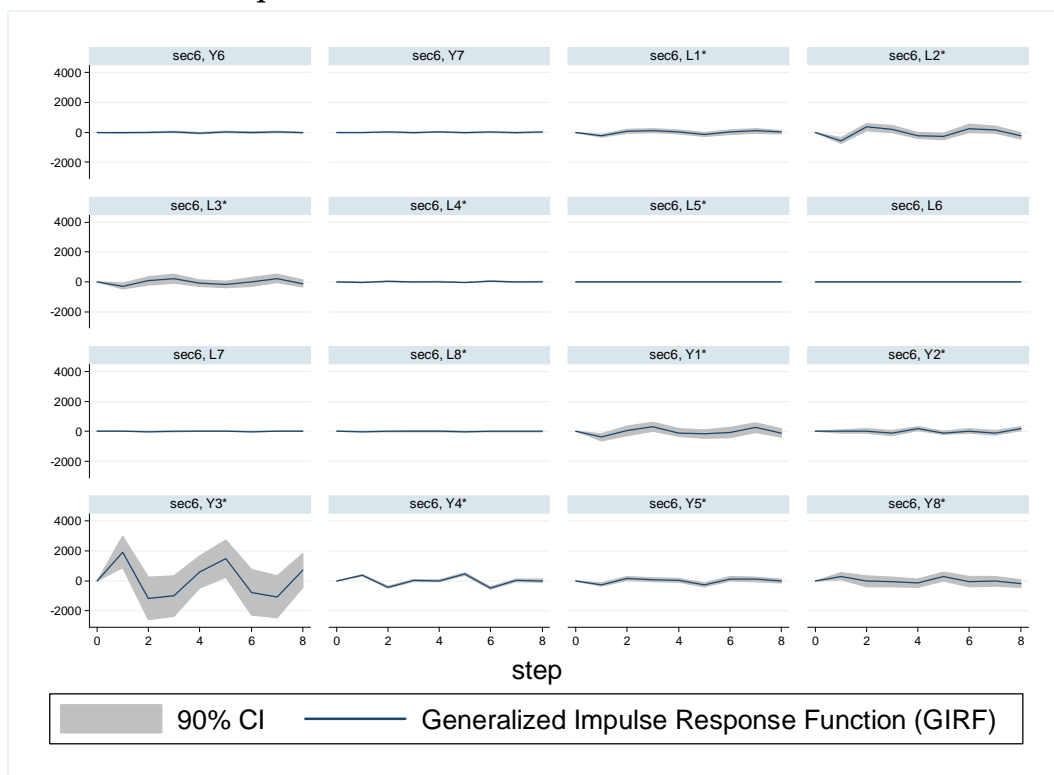 sec6, Y6 sec6, Y7 sec6, L1* sec6, L2*
4000
2000
0
-2000
sec6, L3* sec6, L4* sec6, L5* sec6, L6
4000
2000
0
-2000
sec6, L7 sec6, L8* sec6, Y1* sec6, Y2*
4000
2000
0
-2000
sec6, Y3* sec6, Y4* sec6, Y5* sec6, Y8*
4000
2000
0
-2000
0 2 4 6 8 0 2 4 6 8 0 2 4 6 8 0 2 4 6 8
step
90% CI Generalized Impulse Response Function (GIRF)